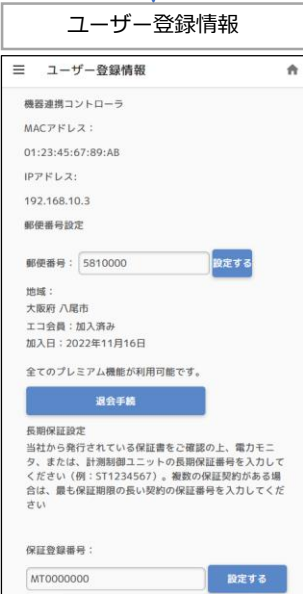 ユーザー登録情報
ユーザー登録情報
機器連携コントローラ
MACアドレス：
01:23:45:67:89:AB
IPアドレス:
192.168.10.3
郵便番号設定
郵便番号： 5810000 設定する
地域：
大阪府 八尾市
エコ会員：加入済み
加入日：2022年11月16日
全てのプレミアム機能が利用可能です。
退会手続
長期保証設定
当社から発行されている保証書をご確認の上、電力モニ
タ、または、計測制御ユニットの長期保証番号を入力して
ください（例：ST1234567）。複数の保証契約がある場
合は、最も保証期限の長い契約の保証番号を入力してくだ
さい
保証登録番号：
MT0000000 設定する